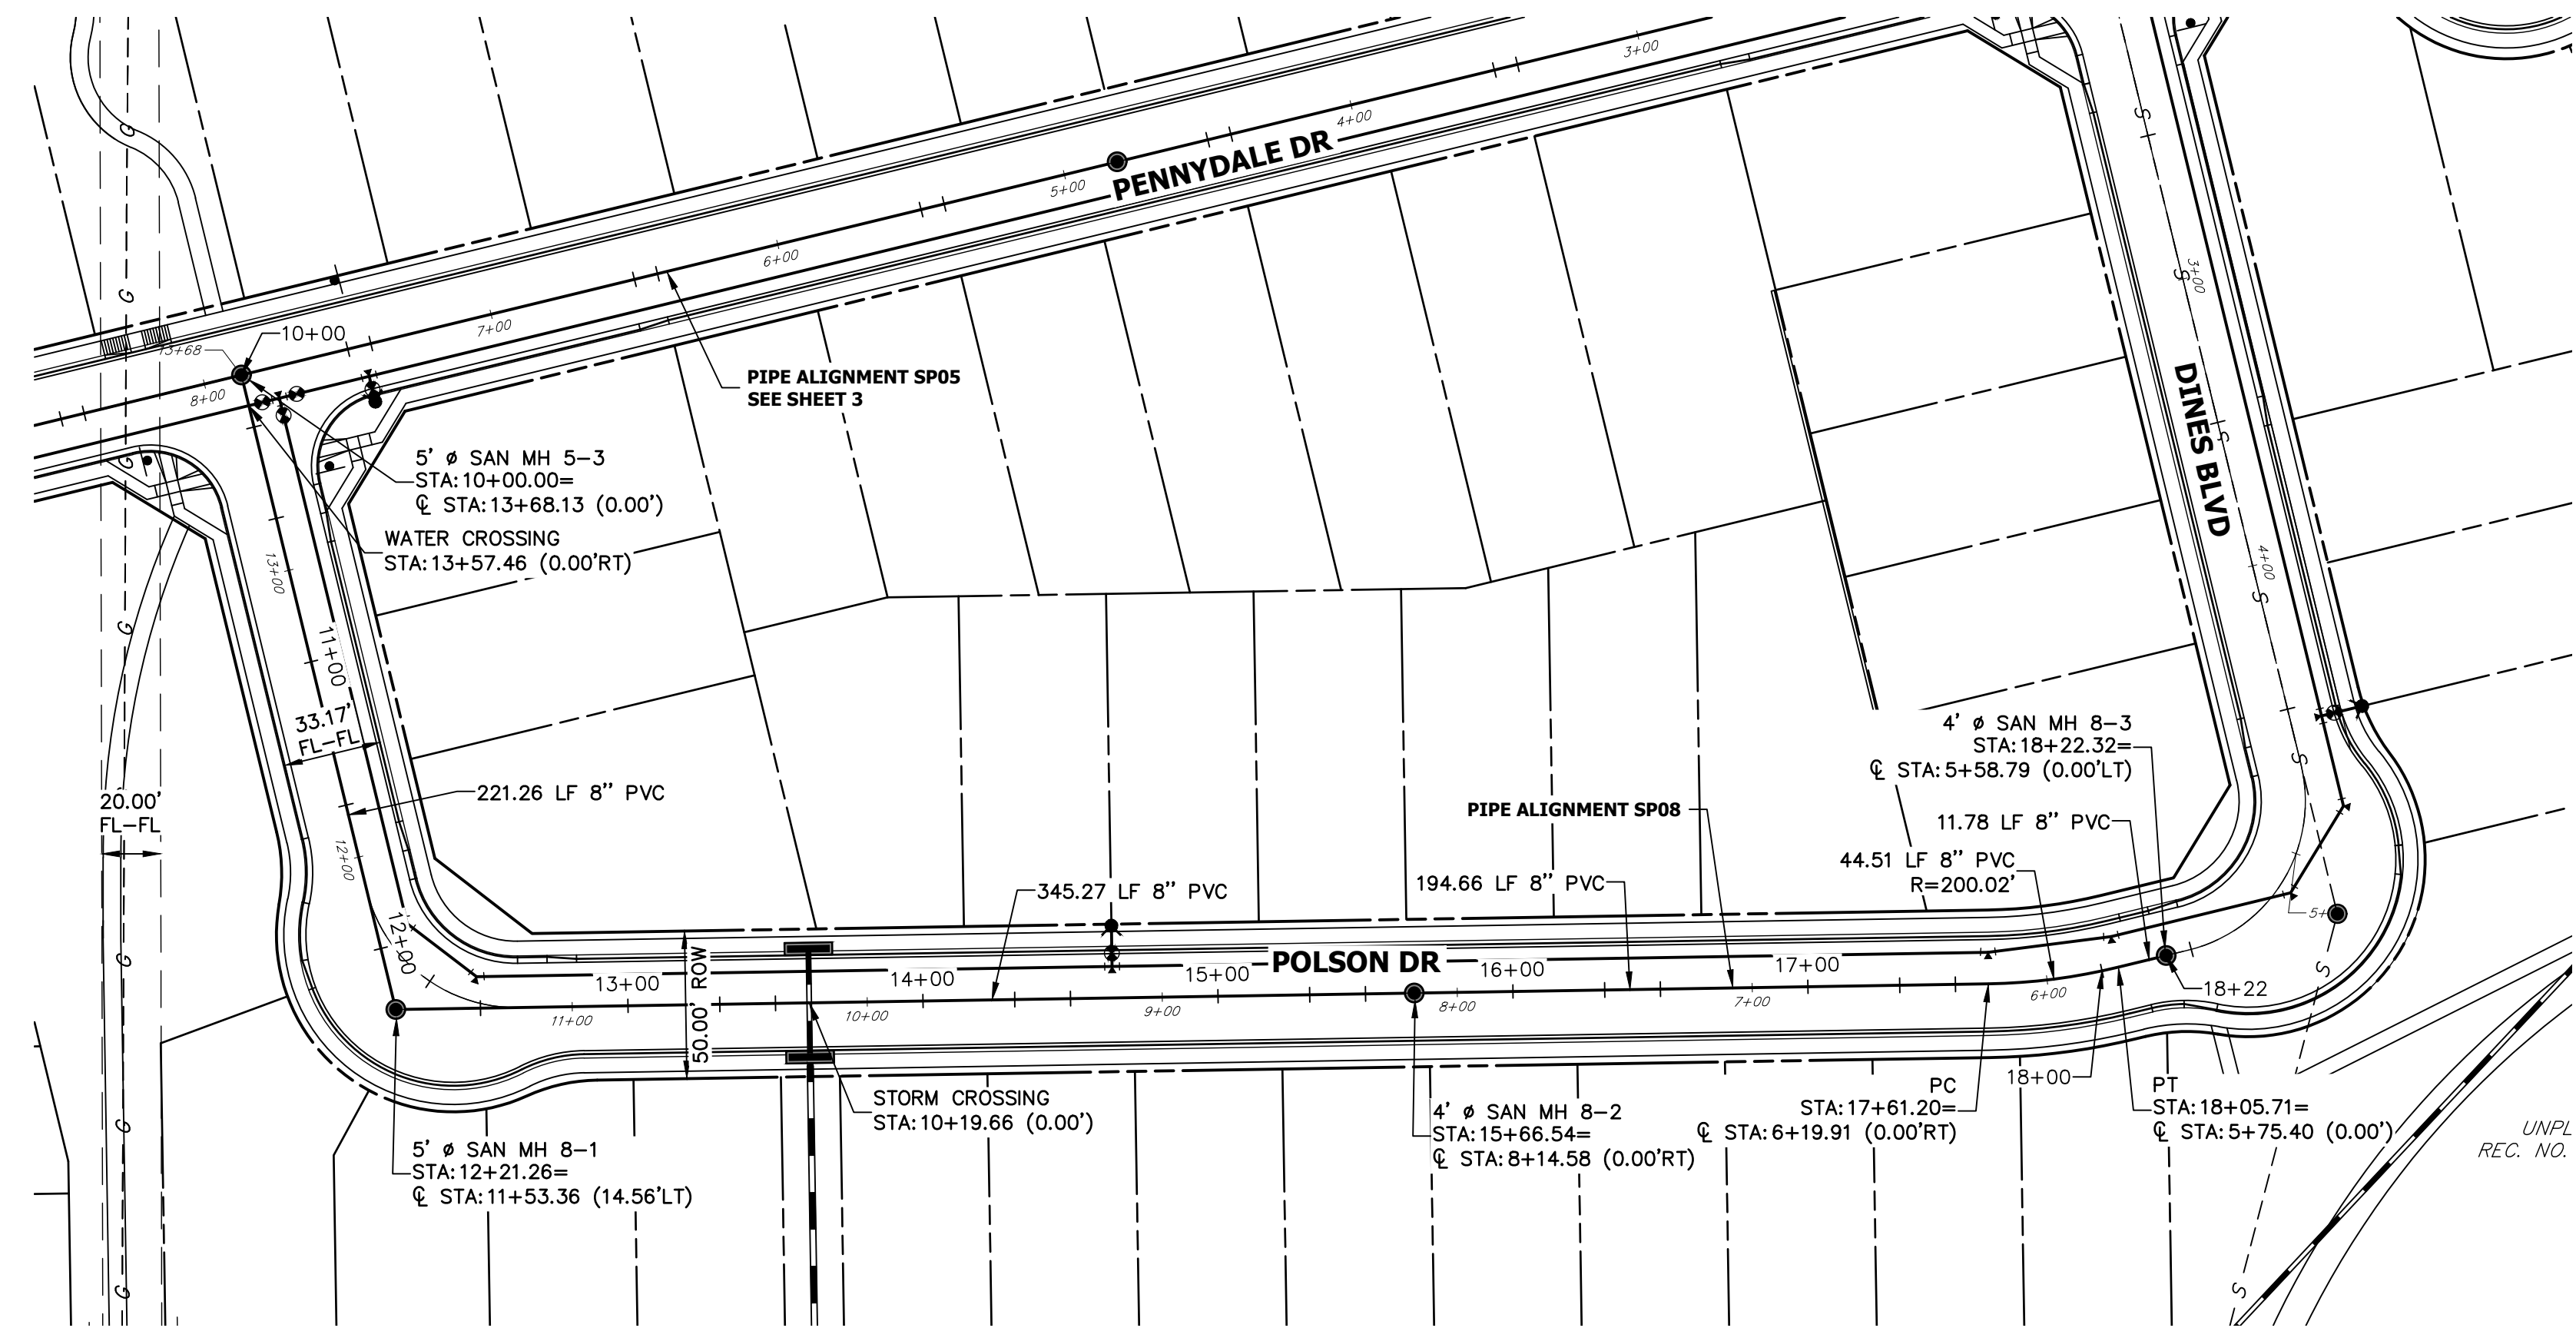 3+00
4+00
PENNYDALE DR
5+00
6+00
7+00
10+00
13+68
8+00
PIPE ALIGNMENT SP05
SEE SHEET 3
5' ø SAN MH 5-3
STA:10+00.00=
℄ STA:13+68.13 (0.00')
WATER CROSSING
STA:13+57.46 (0.00'RT)
13+00
11+00
33.17'
FL-FL
221.26 LF 8" PVC
20.00'
FL-FL
12+00
12+00
G
G
G
G
G
G
G
S
S
3+00
DINES BLVD
S
4+00
S
S
4' ø SAN MH 8-3
STA:18+22.32=
℄ STA:5+58.79 (0.00'LT)
PIPE ALIGNMENT SP08
11.78 LF 8" PVC
44.51 LF 8" PVC
R=200.02'
194.66 LF 8" PVC
345.27 LF 8" PVC
5+
S
50.00' ROW
13+00
14+00
15+00
POLSON DR
16+00
17+00
11+00
10+00
9+00
8+00
7+00
6+00
18+22
18+00
STORM CROSSING
STA:10+19.66 (0.00')
5' ø SAN MH 8-1
STA:12+21.26=
℄ STA:11+53.36 (14.56'LT)
4' ø SAN MH 8-2
STA:15+66.54=
℄ STA:8+14.58 (0.00'RT)
PC
STA:17+61.20=
℄ STA:6+19.91 (0.00'RT)
PT
STA:18+05.71=
℄ STA:5+75.40 (0.00')
UNPL
REC. NO.
S